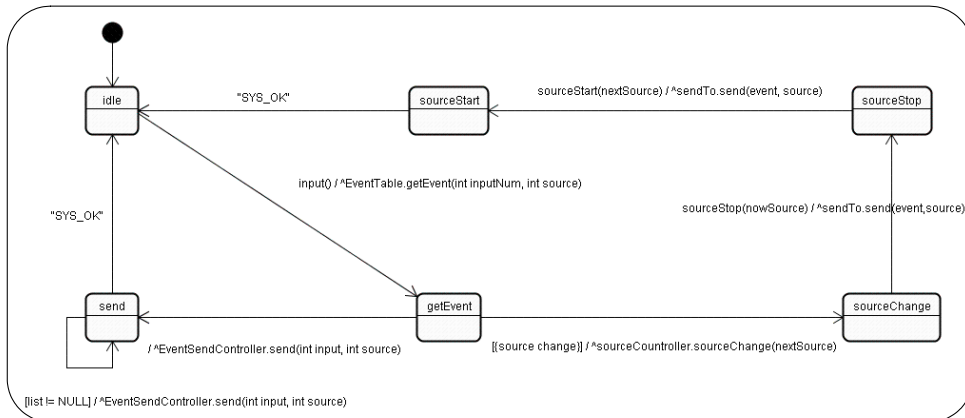 idle
"SYS_OK"
sourceStart
sourceStart(nextSource) / ^sendTo.send(event, source)
sourceStop
input() / ^EventTable.getEvent(int inputNum, int source)
"SYS_OK"
sourceStop(nowSource) / ^sendTo.send(event,source)
send
getEvent
sourceChange
/ ^EventSendController.send(int input, int source)
[(source change)] / ^sourceCountroller.sourceChange(nextSource)
[list != NULL] / ^EventSendController.send(int input, int source)